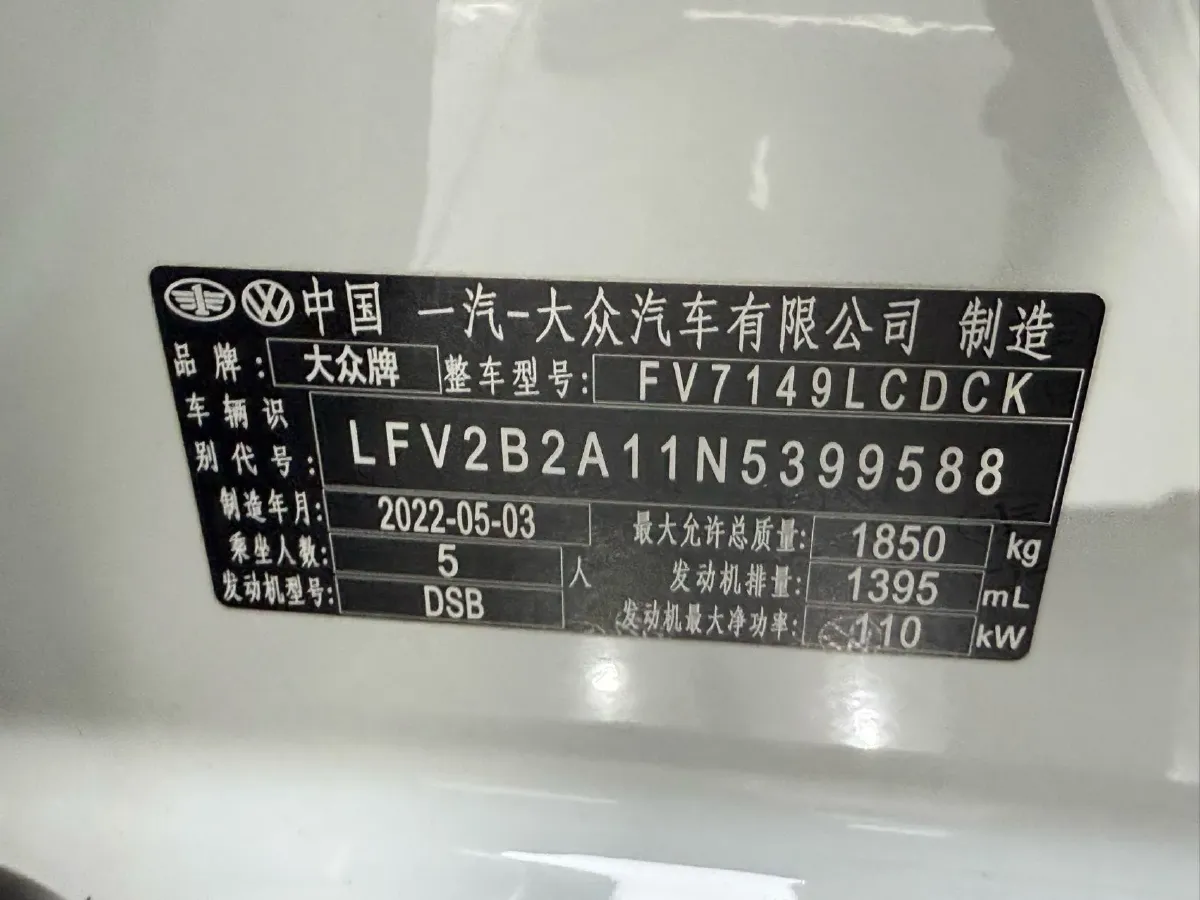 中国 一汽-大众汽车有限公司 制造
品牌: 大众牌 整车型号: FV7149LCDCK
车辆识别代号: LFV2B2A11N5399588
制造年月: 2022-05-03 最大允许总质量: 1850 kg
乘坐人数: 5 人 发动机排量: 1395 mL
发动机型号: DSB 发动机最大净功率: 110 kW